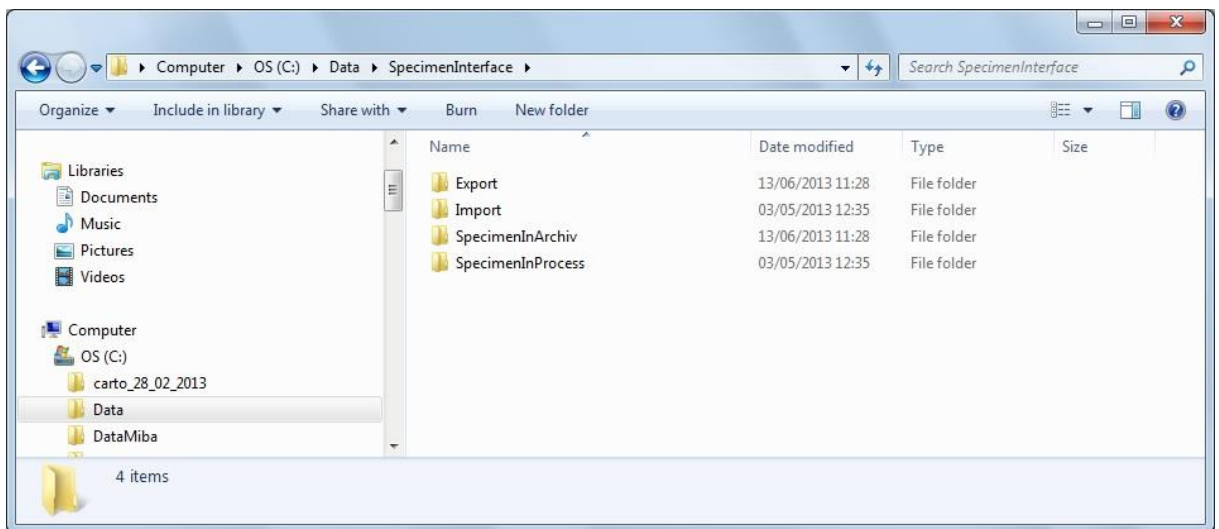 Computer OS (C:) Data SpecimenInterface Search SpecimenInterface
Organize Include in library Share with Burn New folder
Name Date modified Type Size
Libraries
Documents
Music
Pictures
Videos
Computer
OS (C:)
carto_28_02_2013
Data
DataMiba
Export 13/06/2013 11:28 File folder
Import 03/05/2013 12:35 File folder
SpecimenInArchiv 13/06/2013 11:28 File folder
SpecimenInProcess 03/05/2013 12:35 File folder
4 items